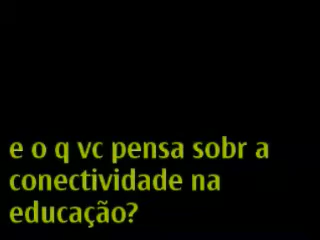 e o q vc pensa sobr a
conectividade na
educação?